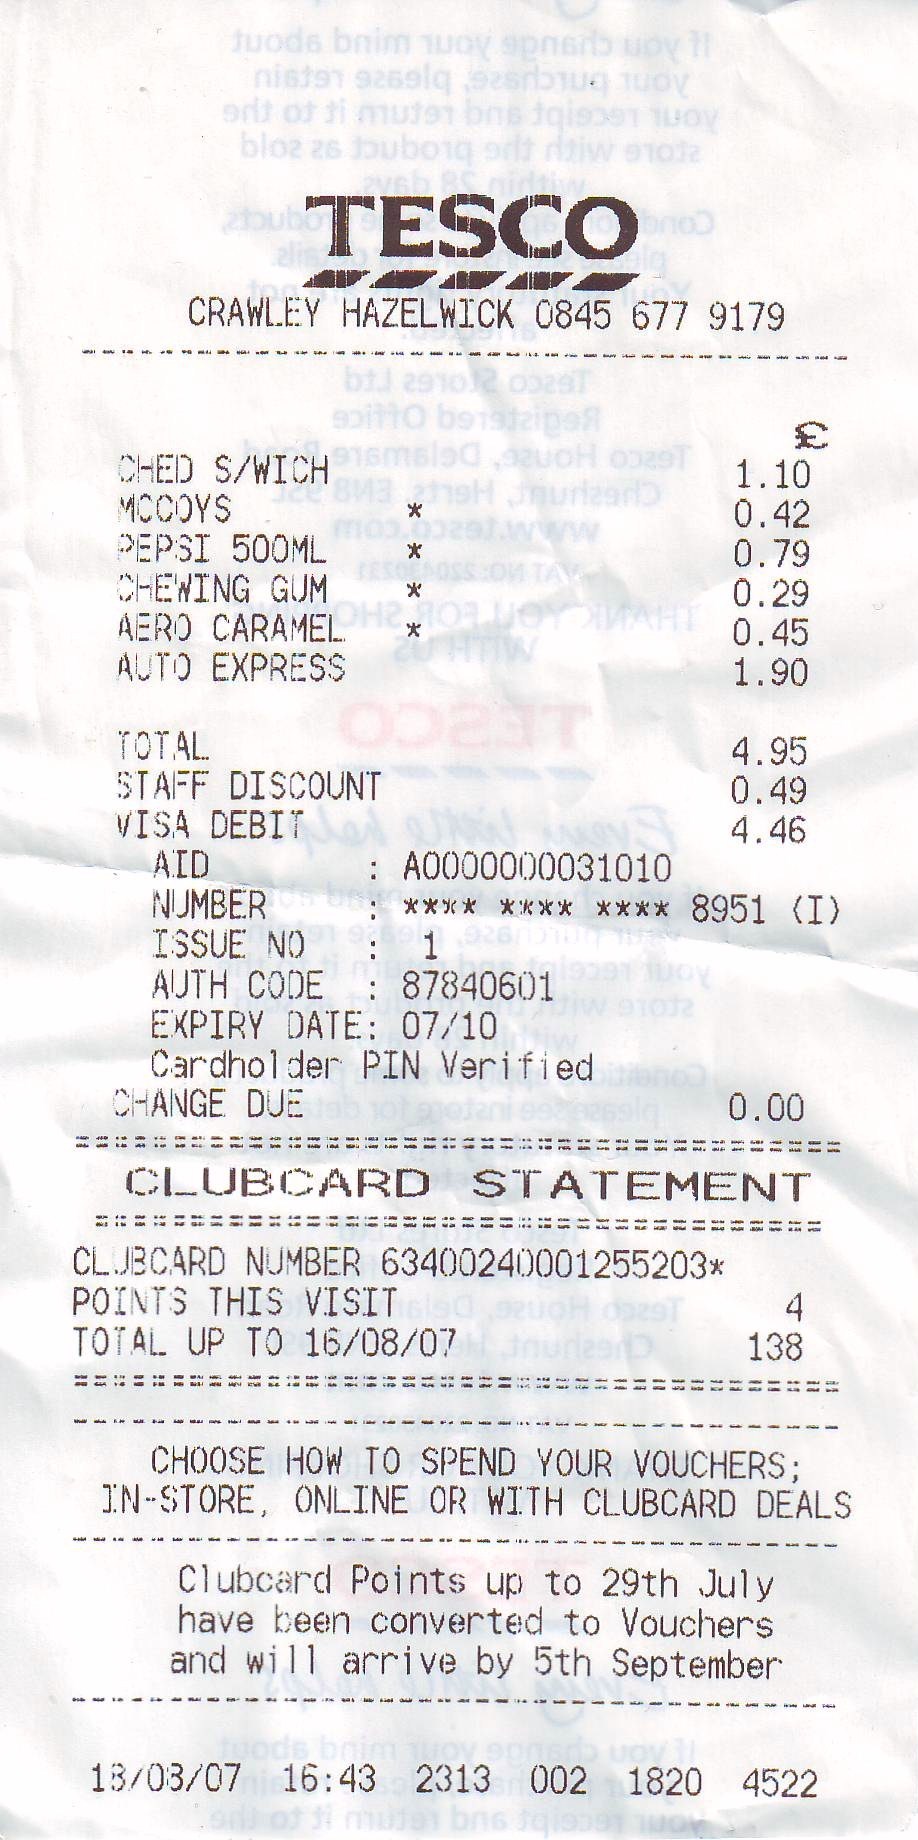 TESCO
CRAWLEY HAZELWICK 0845 677 9179
£
CHED S/WICH 1.10
MCCOYS * 0.42
PEPSI 500ML * 0.79
CHEWING GUM * 0.29
AERO CARAMEL * 0.45
AUTO EXPRESS 1.90
TOTAL 4.95
STAFF DISCOUNT 0.49
VISA DEBIT 4.46
AID : A0000000031010
NUMBER : **** **** **** 8951 (I)
ISSUE NO : 1
AUTH CODE : 87840601
EXPIRY DATE: 07/10
Cardholder PIN Verified
CHANGE DUE 0.00
CLUBCARD STATEMENT
CLUBCARD NUMBER 63400240001255203*
POINTS THIS VISIT 4
TOTAL UP TO 16/08/07 138
CHOOSE HOW TO SPEND YOUR VOUCHERS;
IN-STORE, ONLINE OR WITH CLUBCARD DEALS
Clubcard Points up to 29th July
have been converted to Vouchers
and will arrive by 5th September
18/08/07 16:43 2313 002 1820 4522